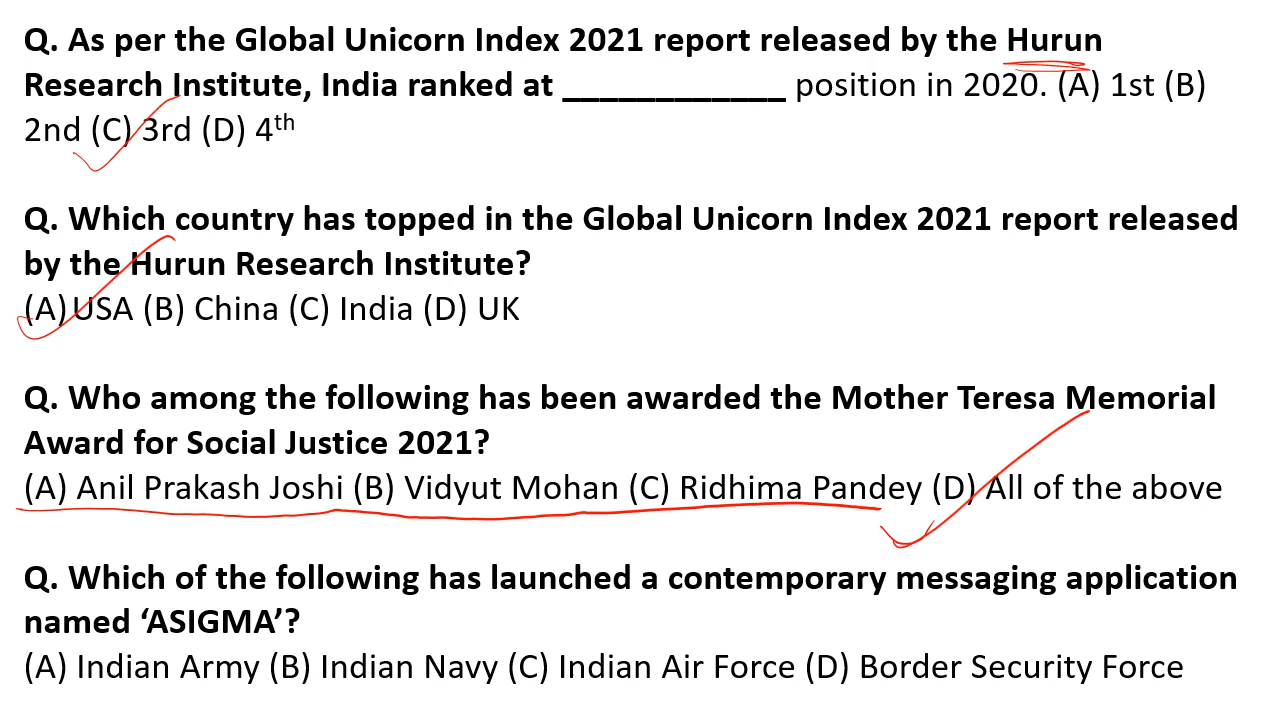 Q. As per the Global Unicorn Index 2021 report released by the Hurun
Research Institute, India ranked at ____________ position in 2020. (A) 1st (B)
2nd (C) 3rd (D) 4th
Q. Which country has topped in the Global Unicorn Index 2021 report released
by the Hurun Research Institute?
(A) USA (B) China (C) India (D) UK
Q. Who among the following has been awarded the Mother Teresa Memorial
Award for Social Justice 2021?
(A) Anil Prakash Joshi (B) Vidyut Mohan (C) Ridhima Pandey (D) All of the above
Q. Which of the following has launched a contemporary messaging application
named ‘ASIGMA’?
(A) Indian Army (B) Indian Navy (C) Indian Air Force (D) Border Security Force